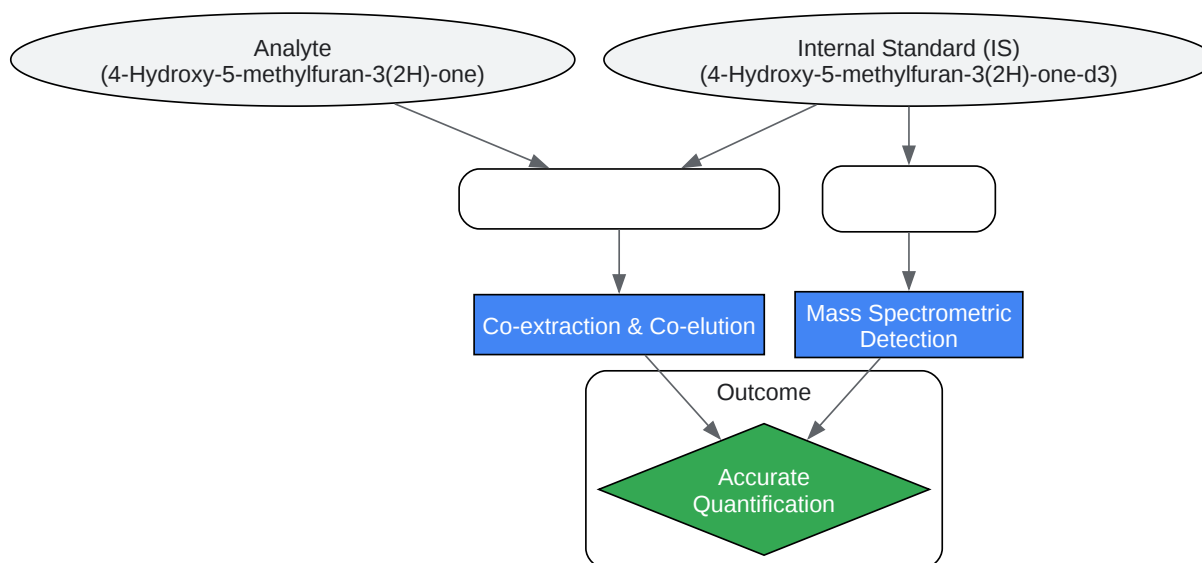 Analyte
(4-Hydroxy-5-methylfuran-3(2H)-one)
Internal Standard (IS)
(4-Hydroxy-5-methylfuran-3(2H)-one-d3)
Co-extraction & Co-elution
Mass Spectrometric
Detection
Outcome
Accurate
Quantification